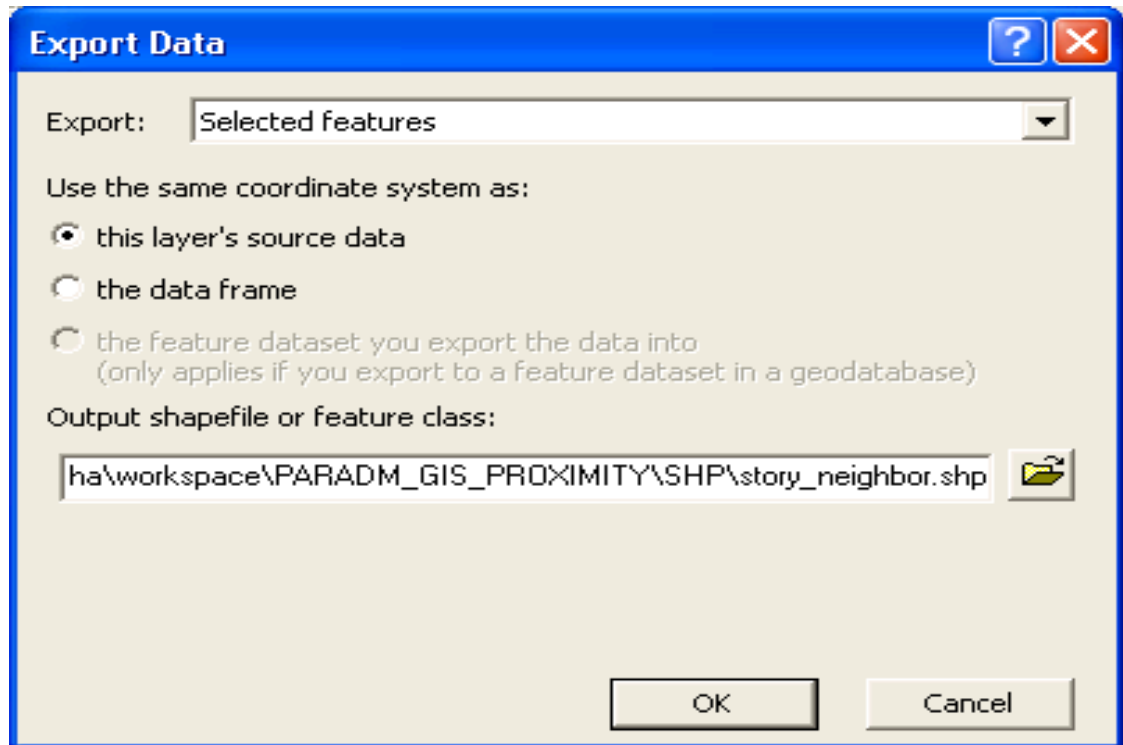 Export Data
Export: Selected features
Use the same coordinate system as:
this layer's source data
the data frame
the feature dataset you export the data into
(only applies if you export to a feature dataset in a geodatabase)
Output shapefile or feature class:
ha\workspace\PARADM_GIS_PROXIMITY\SHP\story_neighbor.shp
OK Cancel